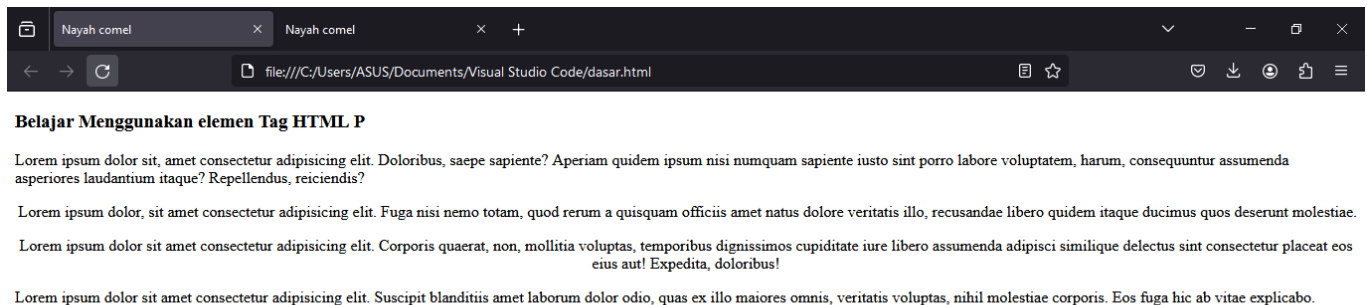 Nayah comel
Nayah comel
file:///C:/Users/ASUS/Documents/Visual Studio Code/dasar.html
Belajar Menggunakan elemen Tag HTML P
Lorem ipsum dolor sit, amet consectetur adipisicing elit. Doloribus, saepe sapiente? Aperiam quidem ipsum nisi numquam sapiente iusto sint porro labore voluptatem, harum, consequuntur assumenda
asperiores laudantium itaque? Repellendus, reiciendis?
Lorem ipsum dolor, sit amet consectetur adipisicing elit. Fuga nisi nemo totam, quod rerum a quisquam officiis amet natus dolore veritatis illo, recusandae libero quidem itaque ducimus quos deserunt molestiae.
Lorem ipsum dolor sit amet consectetur adipisicing elit. Corporis quaerat, non, mollitia voluptas, temporibus dignissimos cupiditate iure libero assumenda adipisci similique delectus sint consectetur placeat eos
eius aut! Expedita, doloribus!
Lorem ipsum dolor sit amet consectetur adipisicing elit. Suscipit blanditiis amet laborum dolor odio, quas ex illo maiores omnis, veritatis voluptas, nihil molestiae corporis. Eos fuga hic ab vitae explicabo.